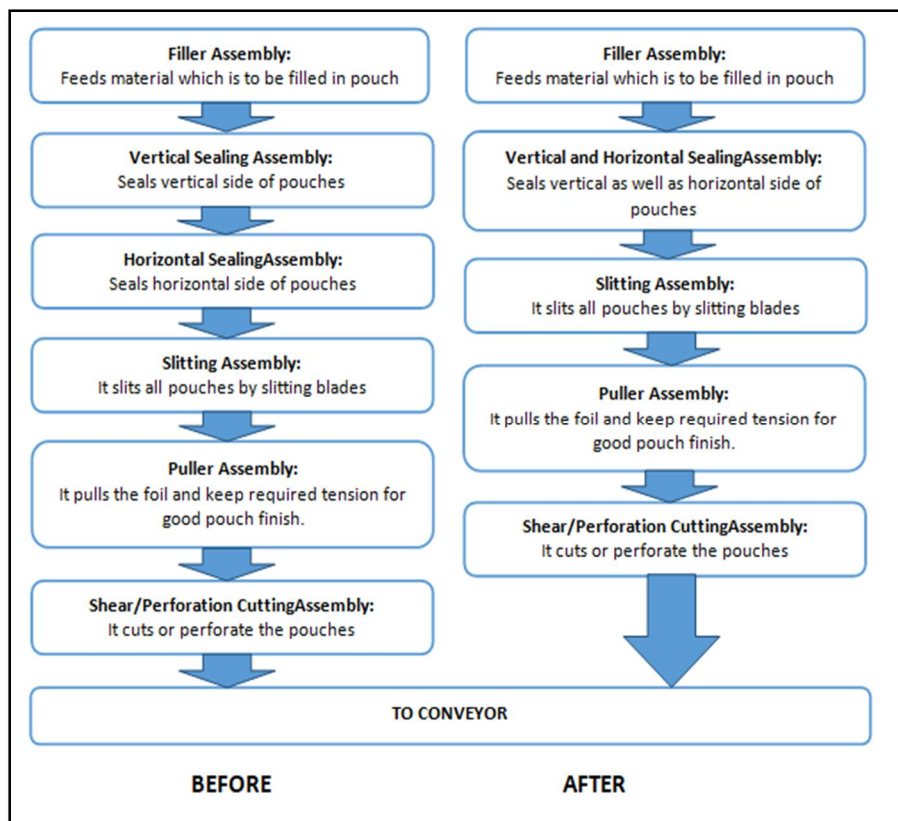 Filler Assembly:
Feeds material which is to be filled in pouch
Vertical Sealing Assembly:
Seals vertical side of pouches
Horizontal SealingAssembly:
Seals horizontal side of pouches
Slitting Assembly:
It slits all pouches by slitting blades
Puller Assembly:
It pulls the foil and keep required tension for
good pouch finish.
Shear/Perforation CuttingAssembly:
It cuts or perforate the pouches
Filler Assembly:
Feeds material which is to be filled in pouch
Vertical and Horizontal SealingAssembly:
Seals vertical as well as horizontal side of
pouches
Slitting Assembly:
It slits all pouches by slitting blades
Puller Assembly:
It pulls the foil and keep required tension for
good pouch finish.
Shear/Perforation CuttingAssembly:
It cuts or perforate the pouches
TO CONVEYOR
BEFORE
AFTER